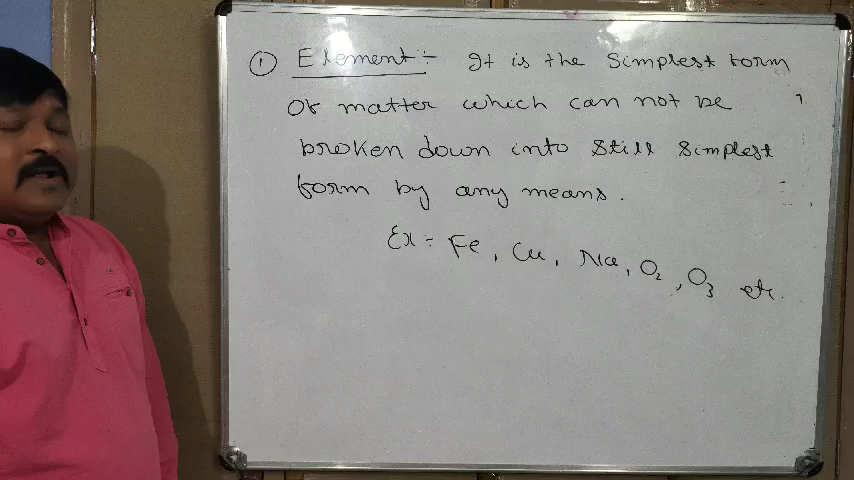 ① Element :- It is the simplest form
of matter which can not be
broken down into still simplest
form by any means.
Ex = Fe, Cu, Na, O₂, O₃ etc.